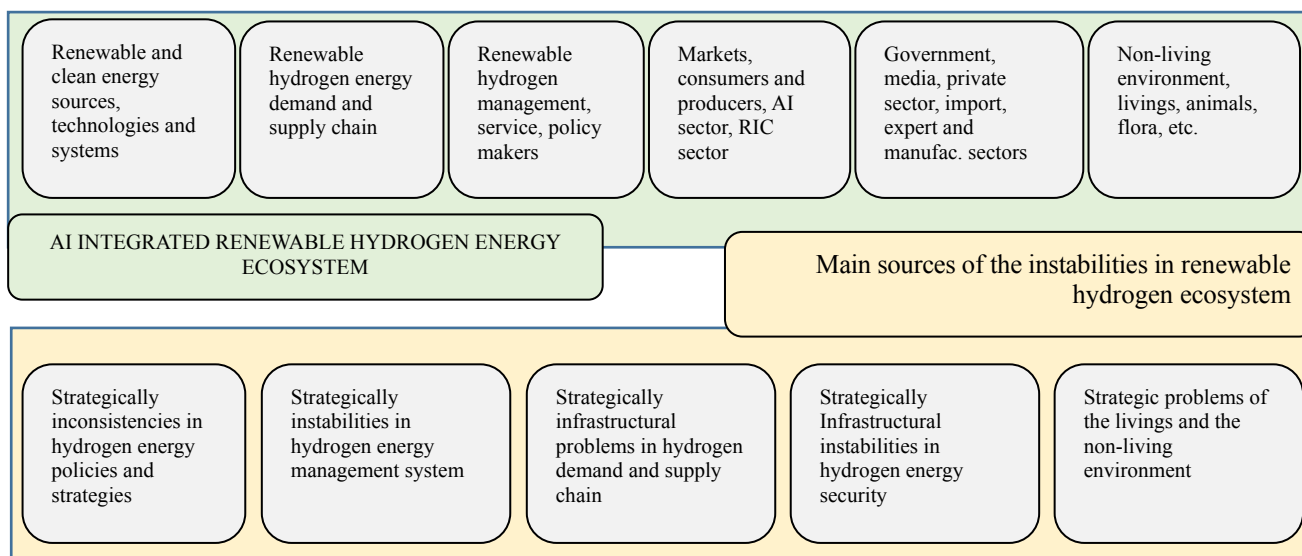 Renewable and
clean energy
sources,
technologies and
systems
Renewable
hydrogen energy
demand and
supply chain
Renewable
hydrogen
management,
service, policy
makers
Markets,
consumers and
producers, AI
sector, RIC
sector
Government,
media, private
sector, import,
expert and
manufac. sectors
Non-living
environment,
livings, animals,
flora, etc.
AI INTEGRATED RENEWABLE HYDROGEN ENERGY
ECOSYSTEM
Main sources of the instabilities in renewable
hydrogen ecosystem
Strategically
inconsistencies in
hydrogen energy
policies and
strategies
Strategically
instabilities in
hydrogen energy
management system
Strategically
infrastructural
problems in hydrogen
demand and supply
chain
Strategically
Infrastructural
instabilities in
hydrogen energy
security
Strategic problems of
the livings and the
non-living
environment